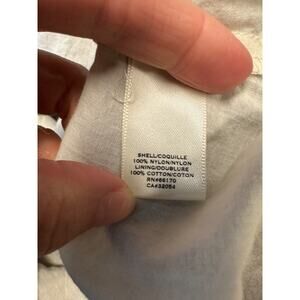 SHELL/COQUILLE
100% NYLON/NYLON
LINING/DOUBLURE
100% COTTON/COTON
RN#66170
CA#32054